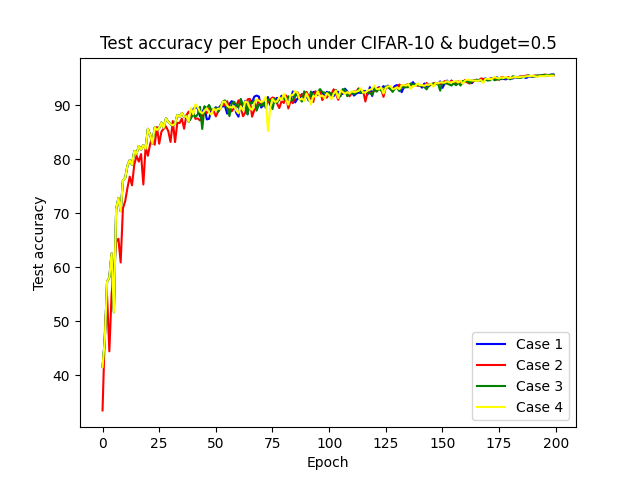 Test accuracy per Epoch under CIFAR-10 & budget=0.5
Test accuracy
90
80
70
60
50
40
0 25 50 75 100 125 150 175 200
Epoch
Case 1
Case 2
Case 3
Case 4